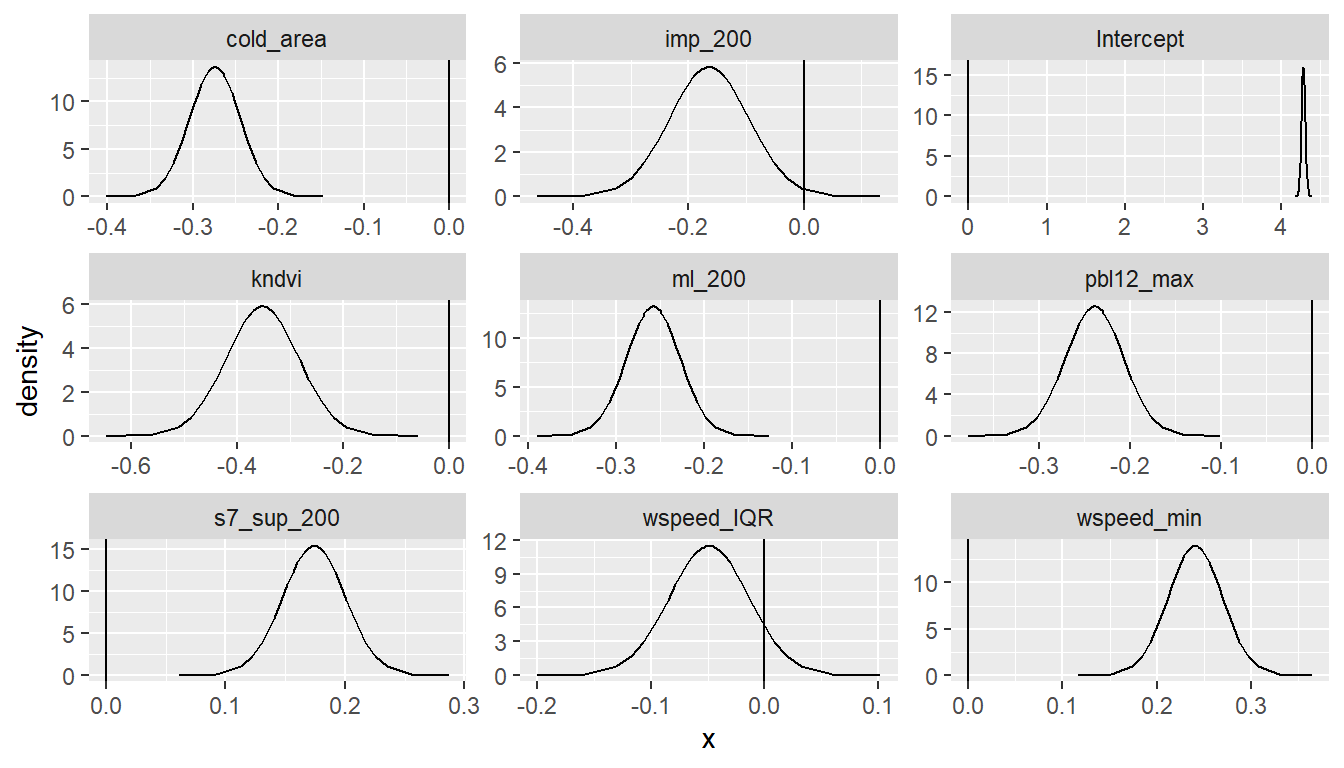 cold_area imp_200 Intercept
10
5
0
-0.4 -0.3 -0.2 -0.1 0.0
6
4
2
0
-0.4 -0.2 0.0
15
10
5
0
0 1 2 3 4
kndvi ml_200 pbl12_max
6
4
2
0
-0.6 -0.4 -0.2 0.0
10
5
0
-0.4 -0.3 -0.2 -0.1 0.0
12
8
4
0
-0.3 -0.2 -0.1 0.0
s7_sup_200 wspeed_IQR wspeed_min
15
10
5
0
0.0 0.1 0.2 0.3
12
9
6
3
0
-0.2 -0.1 0.0 0.1
10
5
0
0.0 0.1 0.2 0.3
density
x